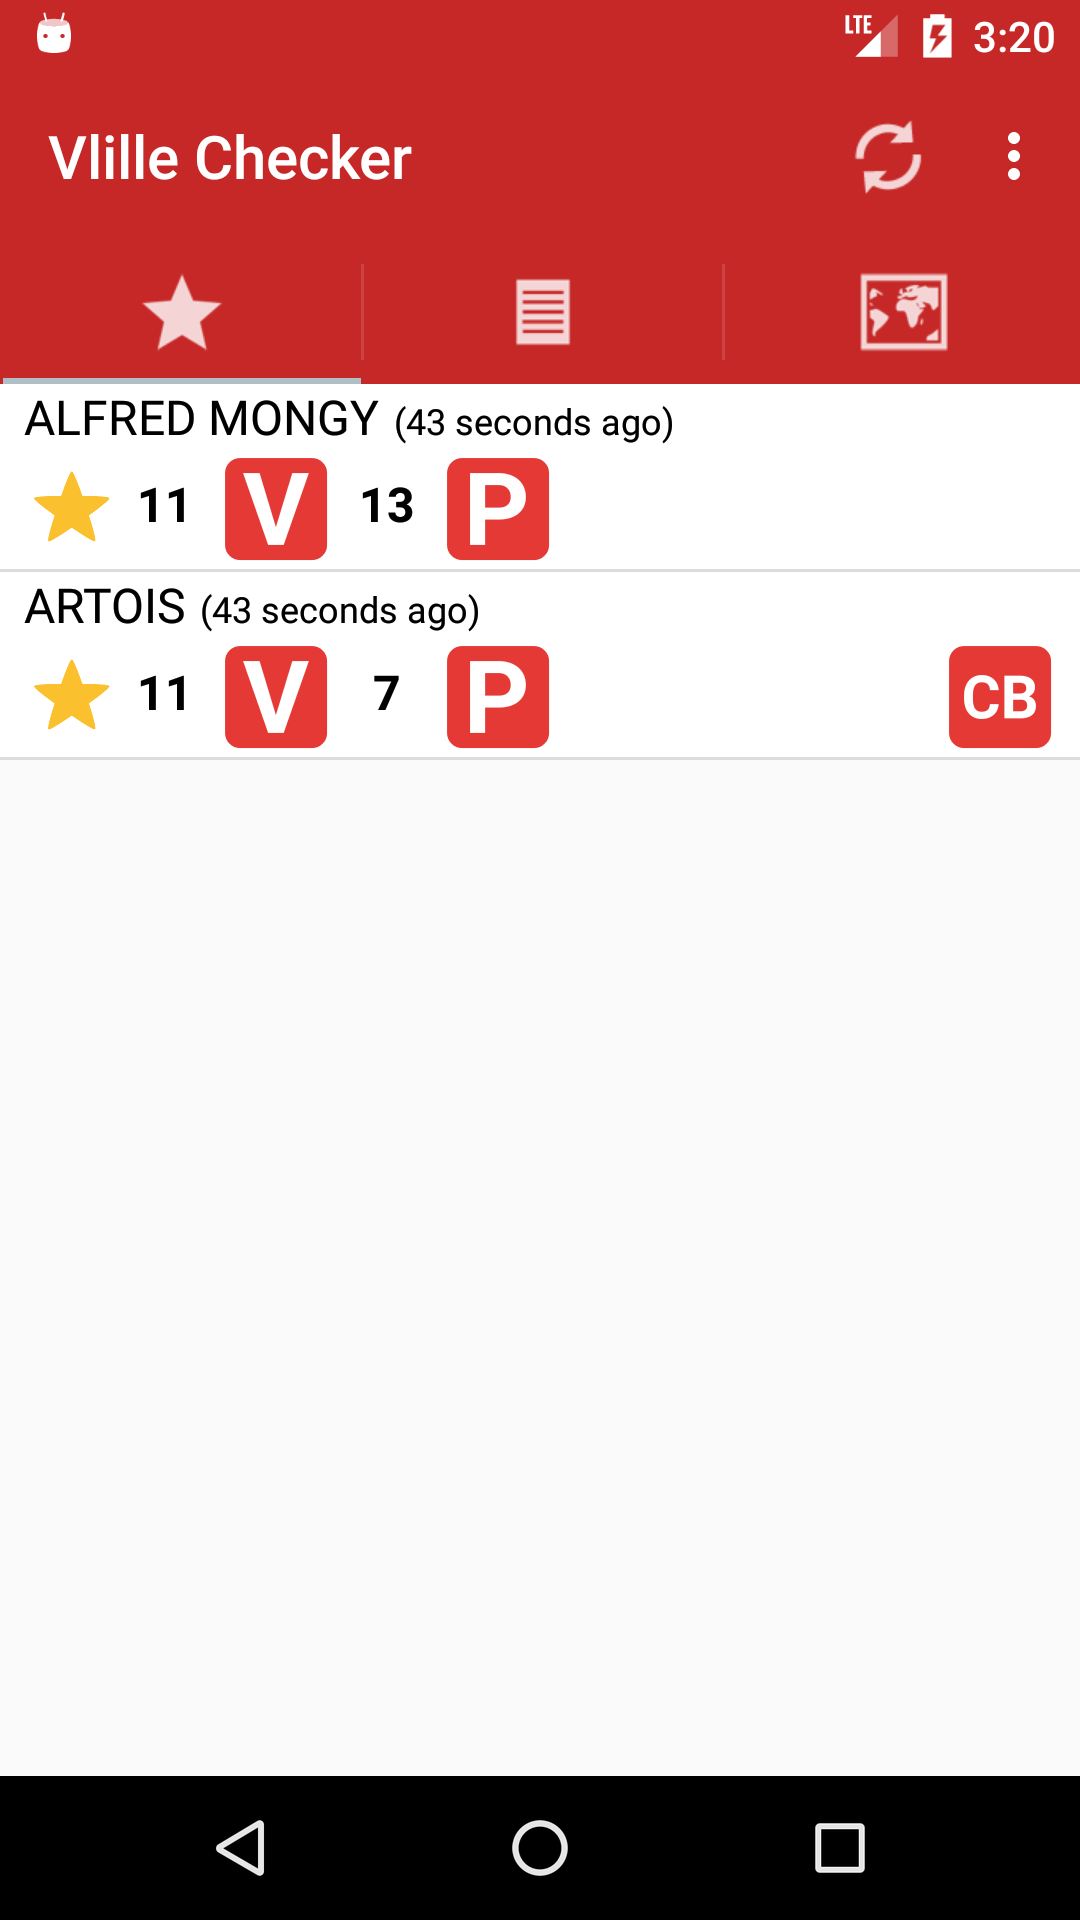 LTE 3:20
Vlille Checker
ALFRED MONGY (43 seconds ago)
11 V 13 P
ARTOIS (43 seconds ago)
11 V 7 P CB